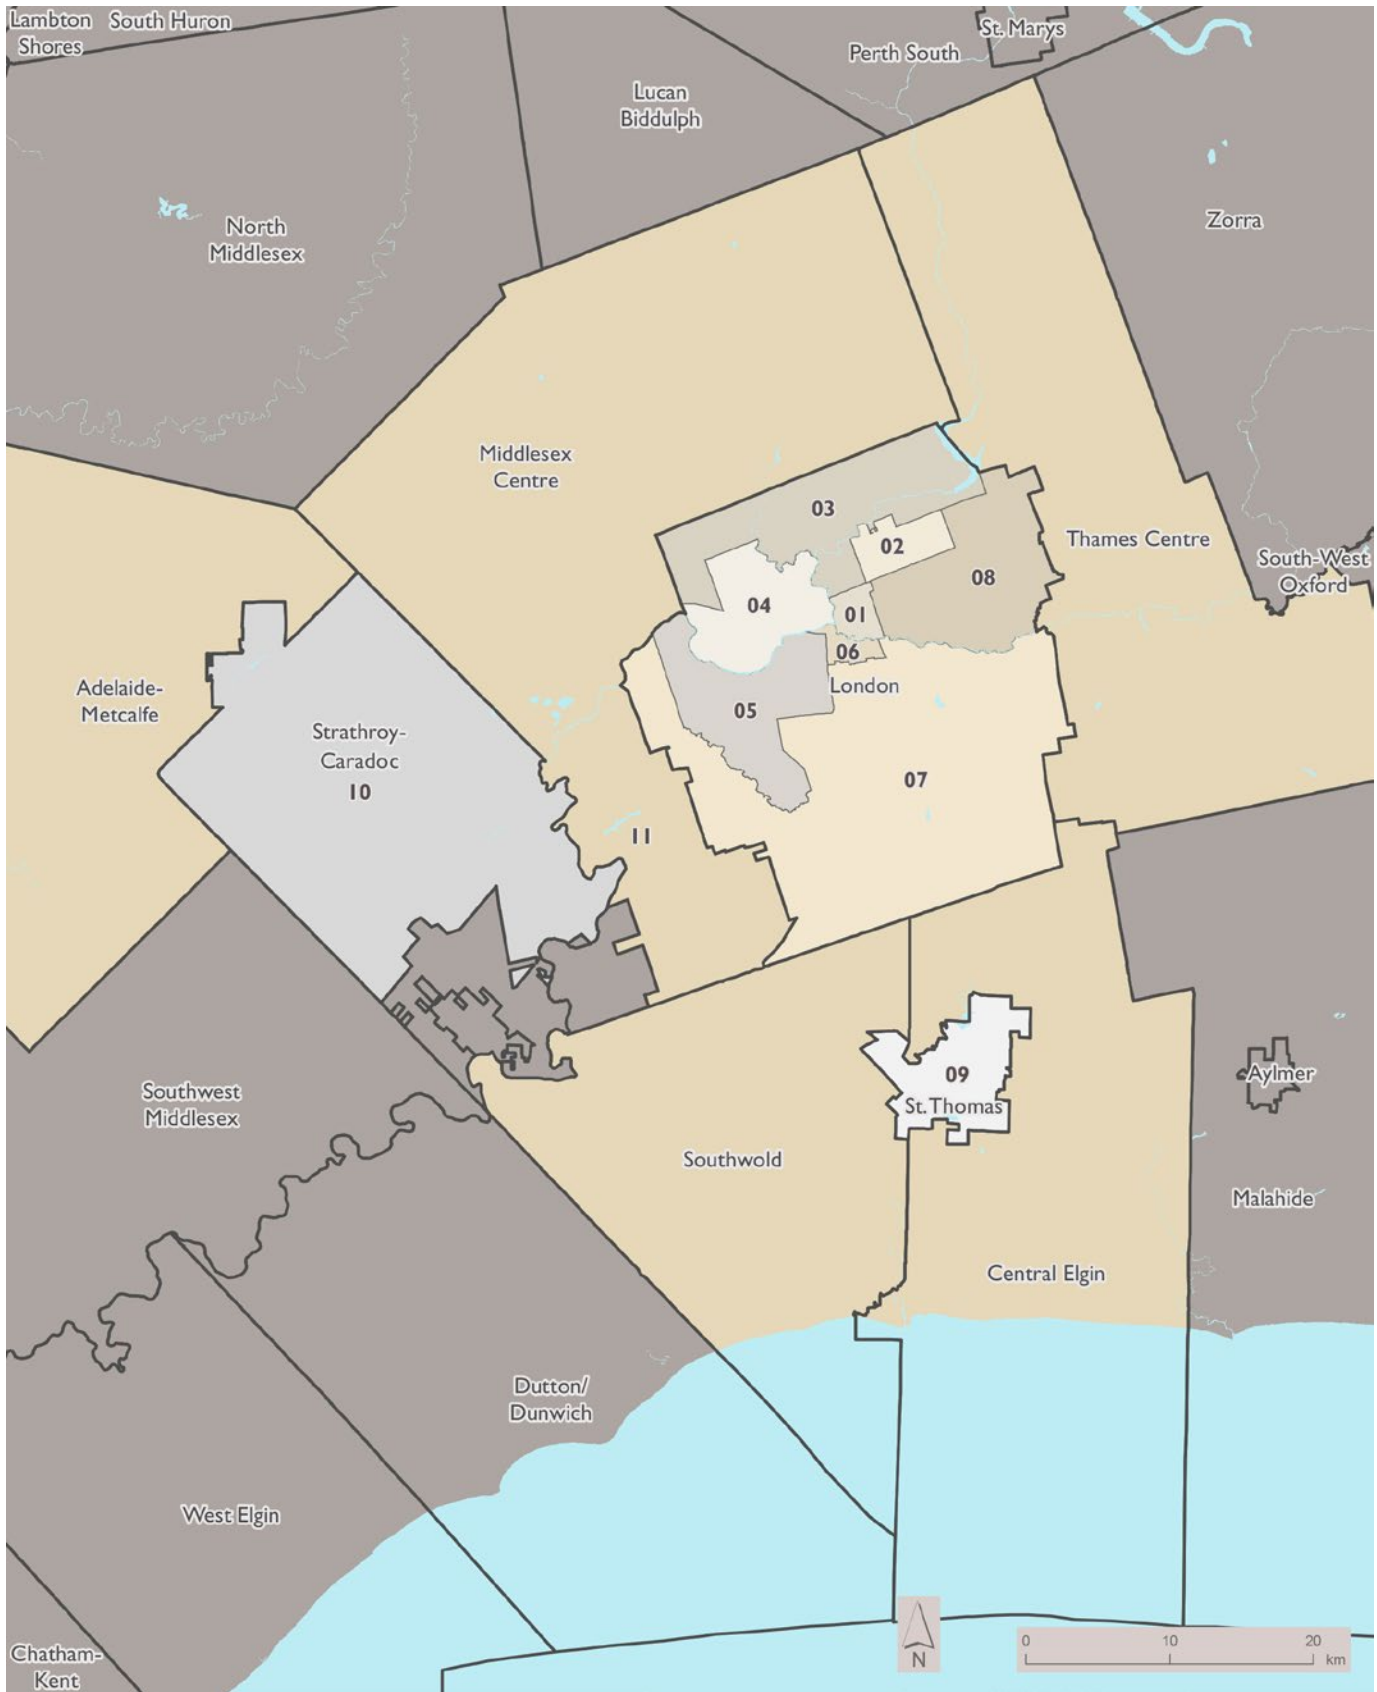 Lambton
Shores
South Huron
St. Marys
Perth South
Lucan
Biddulph
North
Middlesex
Zorra
Middlesex
Centre
03
02
Thames Centre
South-West
Oxford
08
04
01
06
London
05
Adelaide-
Metcalfe
Strathroy-
Caradoc
10
07
11
09
St. Thomas
Aylmer
Southwest
Middlesex
Southwold
Malahide
Central Elgin
Dutton/
Dunwich
West Elgin
Chatham-
Kent
N
0 10 20
km